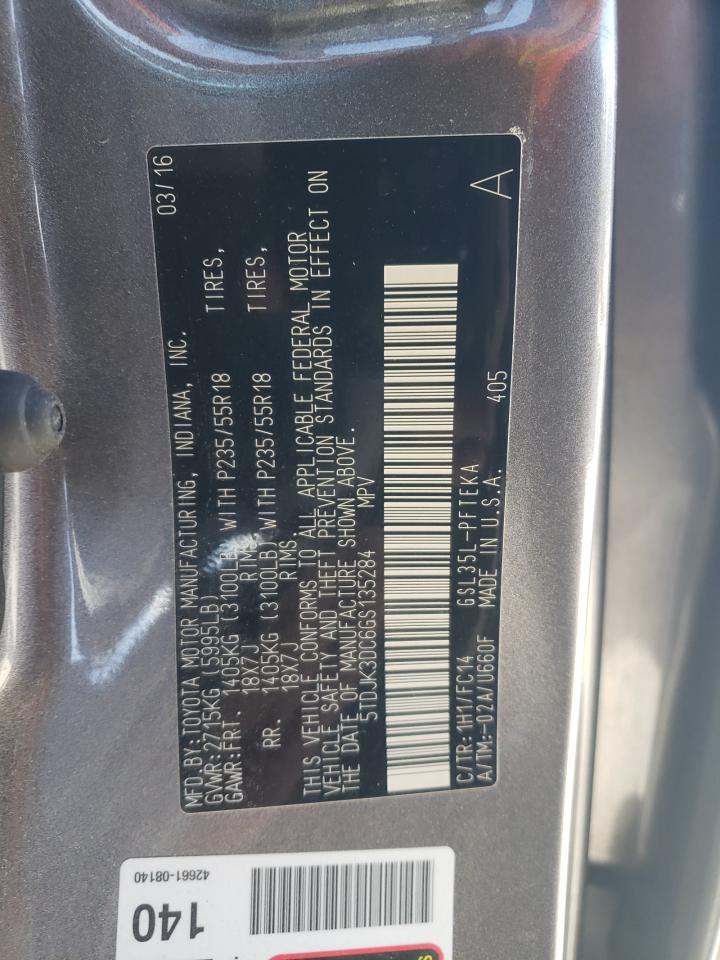 MFD.BY:TOYOTA MOTOR MANUFACTURING, INDIANA, INC. 03/16
GVWR:2715KG (5995LB)
GAWR:FRT. 1405KG (3100LB) WITH P235/55R18 TIRES,
18X7J RIMS,
RR. 1405KG (3100LB) WITH P235/55R18 TIRES,
18X7J RIMS.
THIS VEHICLE CONFORMS TO ALL APPLICABLE FEDERAL MOTOR
VEHICLE SAFETY AND THEFT PREVENTION STANDARDS IN EFFECT ON
THE DATE OF MANUFACTURE SHOWN ABOVE.
5TDJK3DC6GS135284 MPV
C/TR:1H1/FC14 GSL35L-PFTEKA 405
A/TM:-02A/U660F MADE IN U.S.A. A
42661-08140
140